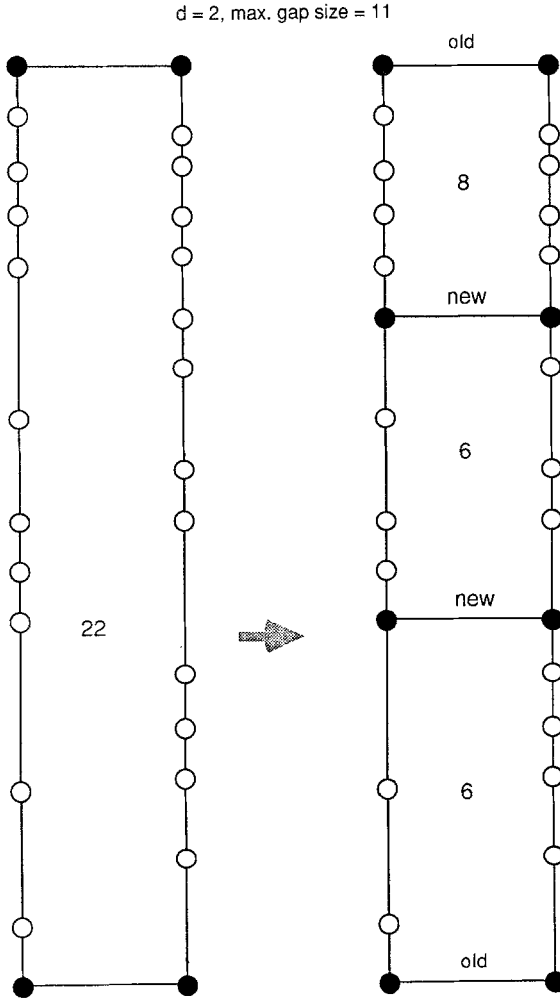 d = 2, max. gap size = 11
old
8
new
6
new
22
6
old